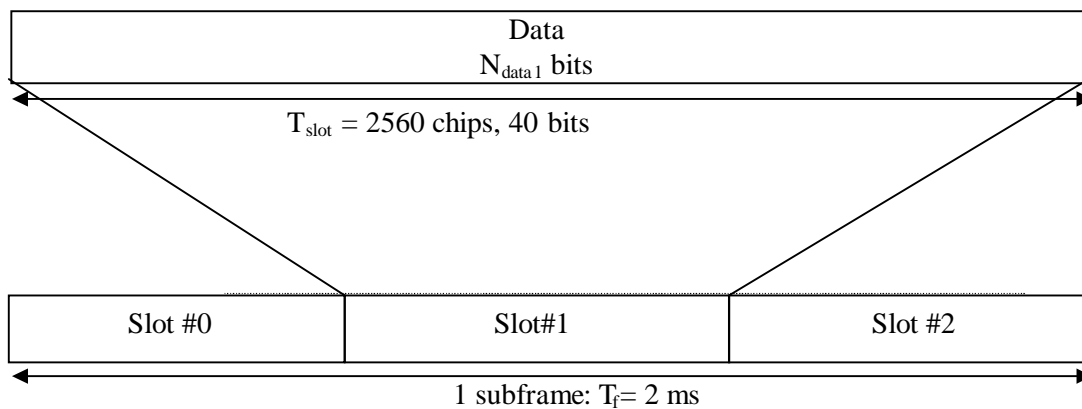 Data
N_data1 bits
T_slot = 2560 chips, 40 bits
Slot #0 Slot#1 Slot #2
1 subframe: T_f = 2 ms